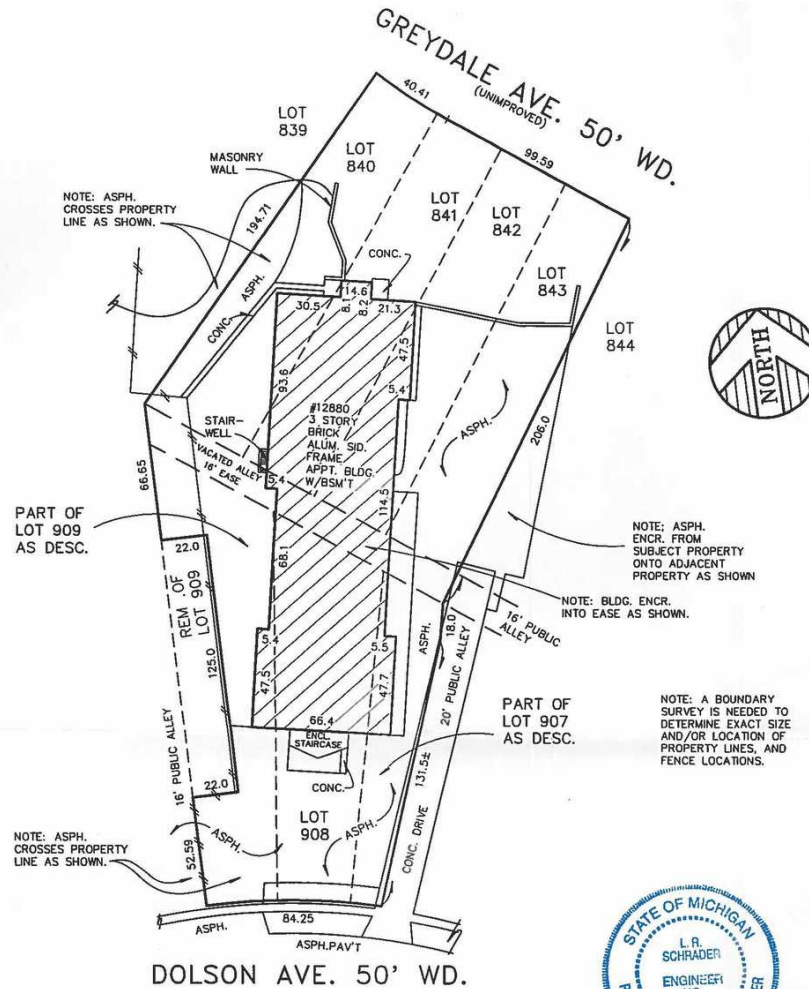 GREYDALE AVE. 50' WD.
(UNIMPROVED)
40.41
99.59
LOT
839
LOT
840
MASONRY
WALL
LOT
841
LOT
842
NOTE: ASPH.
CROSSES PROPERTY
LINE AS SHOWN.
194.71
CONC.
LOT
843
ASPH.
14.6
30.5
8.1
8.2
21.3
LOT
844
CONC.
NORTH
47.5
93.6
5.4
206.0
#12880
3 STORY
BRICK
ALUM. SID.
FRAME
APPT. BLDG.
W/BSM'T
STAIR-
WELL
ASPH.
VACATED ALLEY
16' EASE
5.4
66.65
114.5
PART OF
LOT 909
AS DESC.
22.0
NOTE; ASPH.
ENCR. FROM
SUBJECT PROPERTY
ONTO ADJACENT
PROPERTY AS SHOWN
68.1
REM .OF
LOT 909
NOTE: BLDG. ENCR.
INTO EASE AS SHOWN.
16' PUBLIC
ALLEY
18.0
5.4
5.5
ASPH.
125.0
47.5
47.7
20' PUBLIC ALLEY
PART OF
LOT 907
AS DESC.
NOTE: A BOUNDARY
SURVEY IS NEEDED TO
DETERMINE EXACT SIZE
AND/OR LOCATION OF
PROPERTY LINES, AND
FENCE LOCATIONS.
66.4
ENCL.
STAIRCASE
16' PUBLIC ALLEY
131.5±
22.0
CONC.
LOT
908
NOTE: ASPH.
CROSSES PROPERTY
LINE AS SHOWN.
ASPH.
ASPH.
52.59
CONC. DRIVE
84.25
ASPH.
ASPH.PAV'T
DOLSON AVE. 50' WD.
STATE OF MICHIGAN
L. R.
SCHRADER
ENGINEER